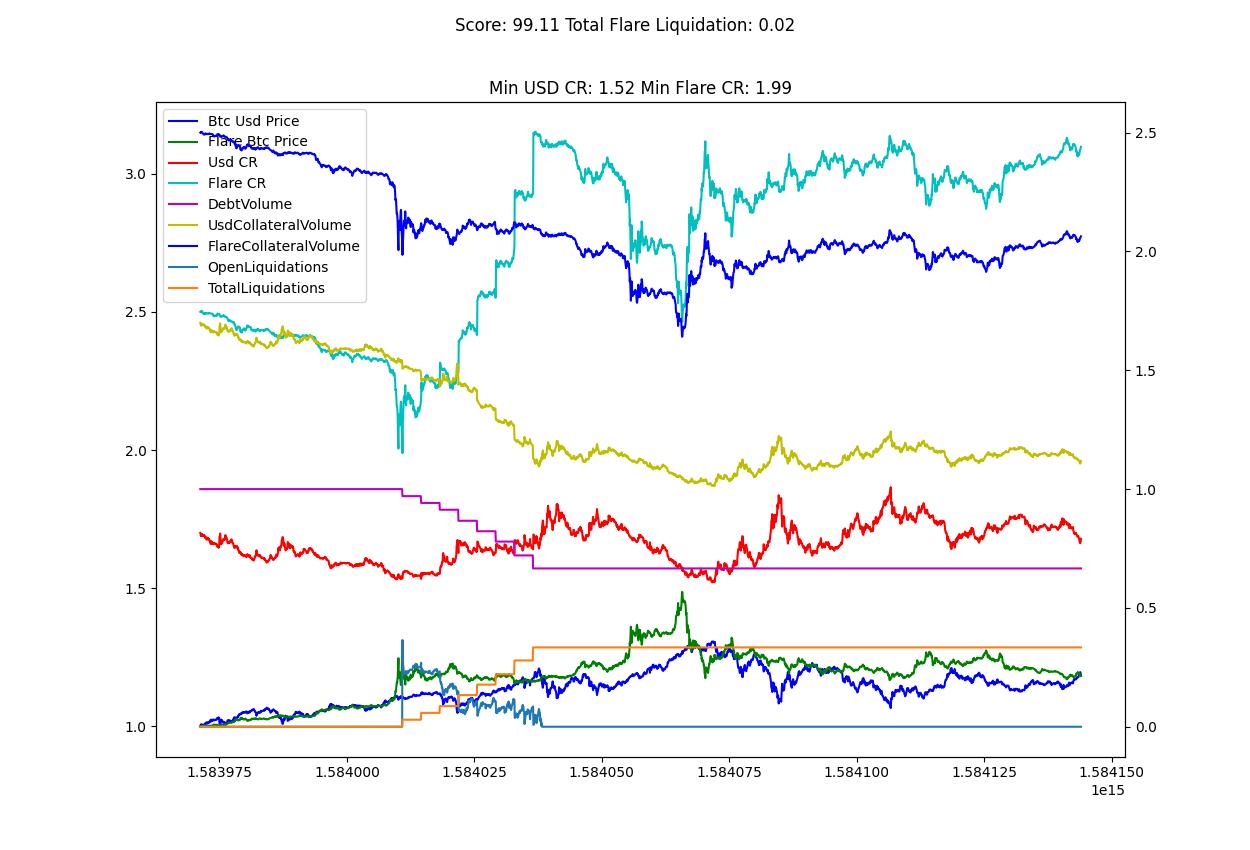 Score: 99.11 Total Flare Liquidation: 0.02
Min USD CR: 1.52 Min Flare CR: 1.99
Btc Usd Price
Flare Btc Price
Usd CR
Flare CR
DebtVolume
UsdCollateralVolume
FlareCollateralVolume
OpenLiquidations
TotalLiquidations
3.0
2.5
2.0
1.5
1.0
2.5
2.0
1.5
1.0
0.5
0.0
1.583975 1.584000 1.584025 1.584050 1.584075 1.584100 1.584125 1.584150
1e15